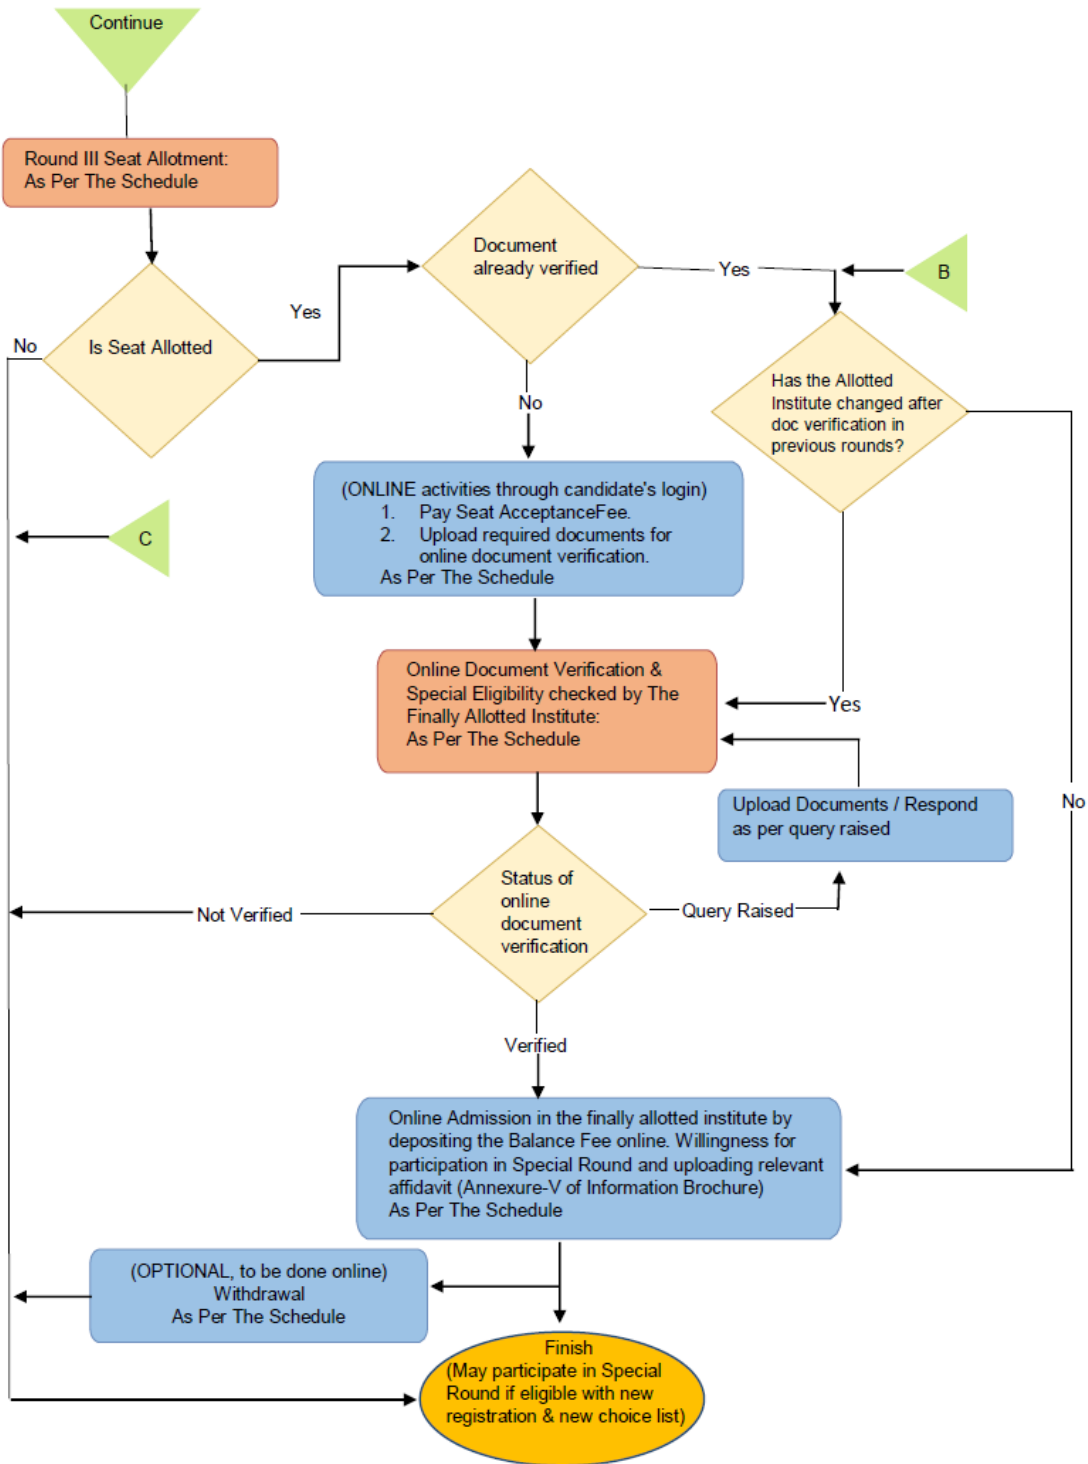 Continue
Round III Seat Allotment:
As Per The Schedule
Document
already verified
Yes
B
Yes
No
Is Seat Allotted
Has the Allotted
Institute changed after
doc verification in
previous rounds?
No
(ONLINE activities through candidate's login)
1. Pay Seat AcceptanceFee.
2. Upload required documents for
online document verification.
As Per The Schedule
C
Online Document Verification &
Special Eligibility checked by The
Finally Allotted Institute:
As Per The Schedule
Yes
Upload Documents / Respond
as per query raised
No
Status of
online
document
verification
Not Verified
Query Raised
Verified
Online Admission in the finally allotted institute by
depositing the Balance Fee online. Willingness for
participation in Special Round and uploading relevant
affidavit (Annexure-V of Information Brochure)
As Per The Schedule
(OPTIONAL, to be done online)
Withdrawal
As Per The Schedule
Finish
(May participate in Special
Round if eligible with new
registration & new choice list)